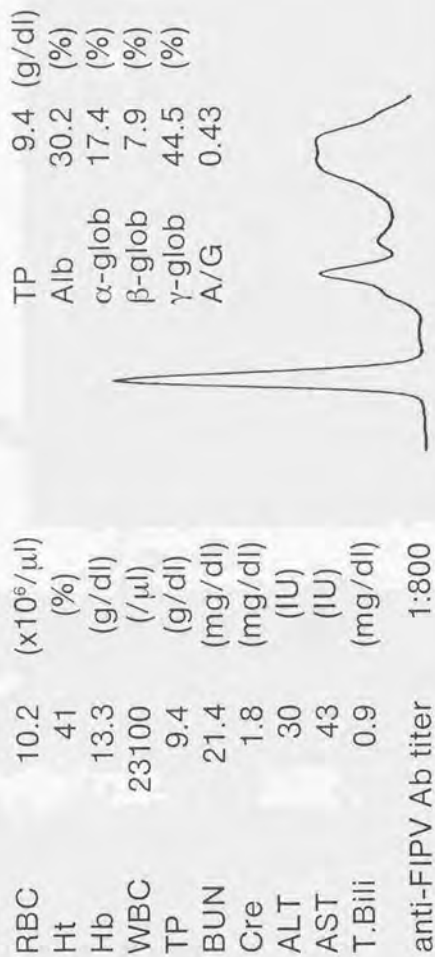 RBC 10.2 (x10⁶/µl)
Ht 41 (%)
Hb 13.3 (g/dl)
WBC 23100 (/µl)
TP 9.4 (g/dl)
BUN 21.4 (mg/dl)
Cre 1.8 (mg/dl)
ALT 30 (IU)
AST 43 (IU)
T.Bili 0.9 (mg/dl)
anti-FIPV Ab titer 1:800
TP 9.4 (g/dl)
Alb 30.2 (%)
α-glob 17.4 (%)
β-glob 7.9 (%)
γ-glob 44.5 (%)
A/G 0.43